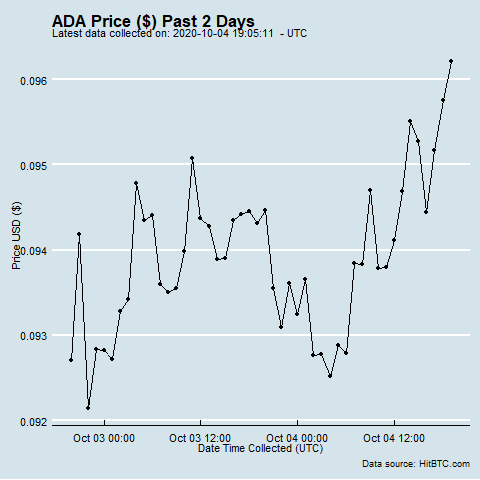 ADA Price ($) Past 2 Days
Latest data collected on: 2020-10-04 19:05:11 - UTC
Price USD ($)
0.096
0.095
0.094
0.093
0.092
Oct 03 00:00 Oct 03 12:00 Oct 04 00:00 Oct 04 12:00
Date Time Collected (UTC)
Data source: HitBTC.com